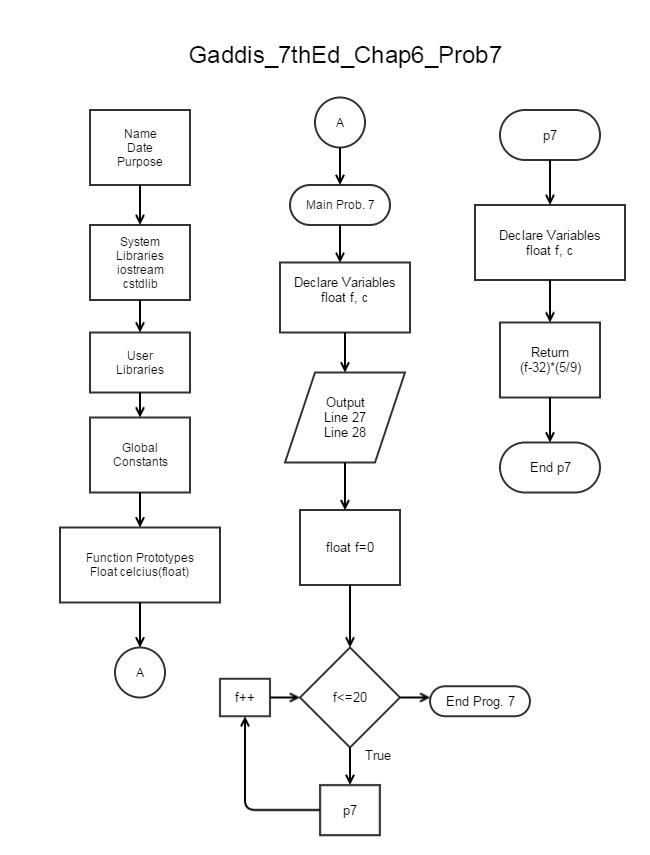 Gaddis_7thEd_Chap6_Prob7
Name
Date
Purpose
System
Libraries
iostream
cstdlib
User
Libraries
Global
Constants
Function Prototypes
Float celcius(float)
A
A
Main Prob. 7
Declare Variables
float f, c
Output
Line 27
Line 28
float f=0
f<=20
f++
End Prog. 7
True
p7
p7
Declare Variables
float f, c
Return
(f-32)*(5/9)
End p7